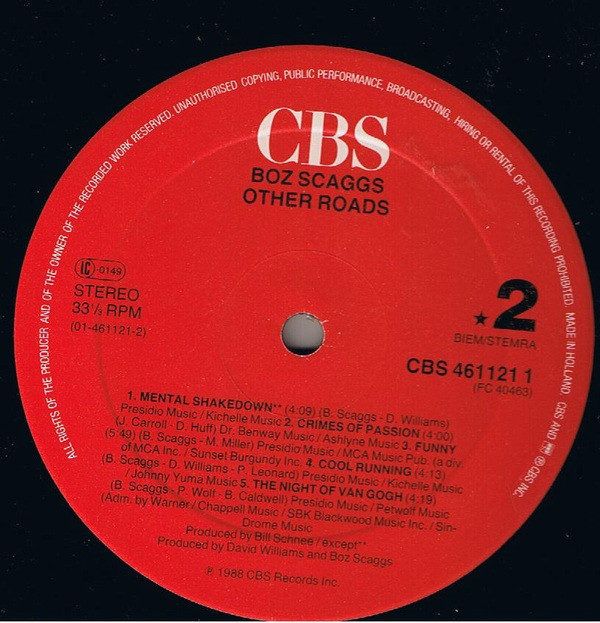 ALL RIGHTS OF THE PRODUCER AND OF THE OWNER OF THE RECORDED WORK RESERVED. UNAUTHORISED COPYING, PUBLIC PERFORMANCE, BROADCASTING, HIRING OR RENTAL OF THIS RECORDING PROHIBITED. MADE IN HOLLAND. CBS AND ℗ CBS INC.
CBS
BOZ SCAGGS
OTHER ROADS
LC -0149
STEREO
33 1/3 RPM
(01-461121-2)
★2
BIEM/STEMRA
CBS 461121 1
(FC 40463)
1. MENTAL SHAKEDOWN** (4:09) (B. Scaggs - D. Williams)
Presidio Music / Kichelle Music 2. CRIMES OF PASSION (4:00)
(J. Carroll - D. Huff) Dr. Benway Music / Ashlyne Music 3. FUNNY
(5:49) (B. Scaggs - M. Miller) Presidio Music / MCA Music Pub. (a div.
of MCA Inc. / Sunset Burgundy Inc. 4. COOL RUNNING (4:13)
(B. Scaggs - D. Williams - P. Leonard) Presidio Music / Kichelle Music
/ Johnny Yuma Music 5. THE NIGHT OF VAN GOGH (4:19)
(B. Scaggs - P. Wolf - B. Caldwell) Presidio Music / Petwolf Music
(Adm. by Warner / Chappell Music / SBK Blackwood Music Inc. / Sin-
Drome Music
Produced by Bill Schnee / except**
Produced by David Williams and Boz Scaggs
℗ 1988 CBS Records Inc.